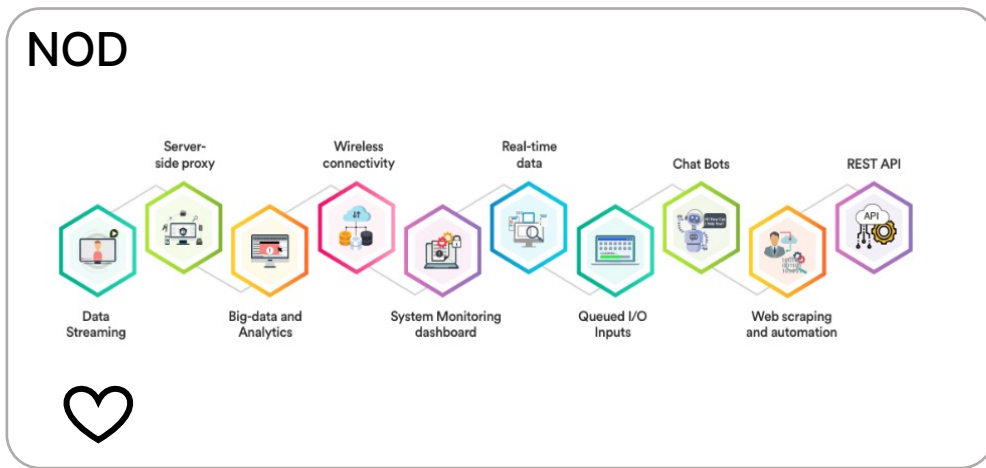 NOD
Server-
side proxy
Wireless
connectivity
Real-time
data
Chat Bots
REST API
API
Data
Streaming
Big-data and
Analytics
System Monitoring
dashboard
Queued I/O
Inputs
Web scraping
and automation